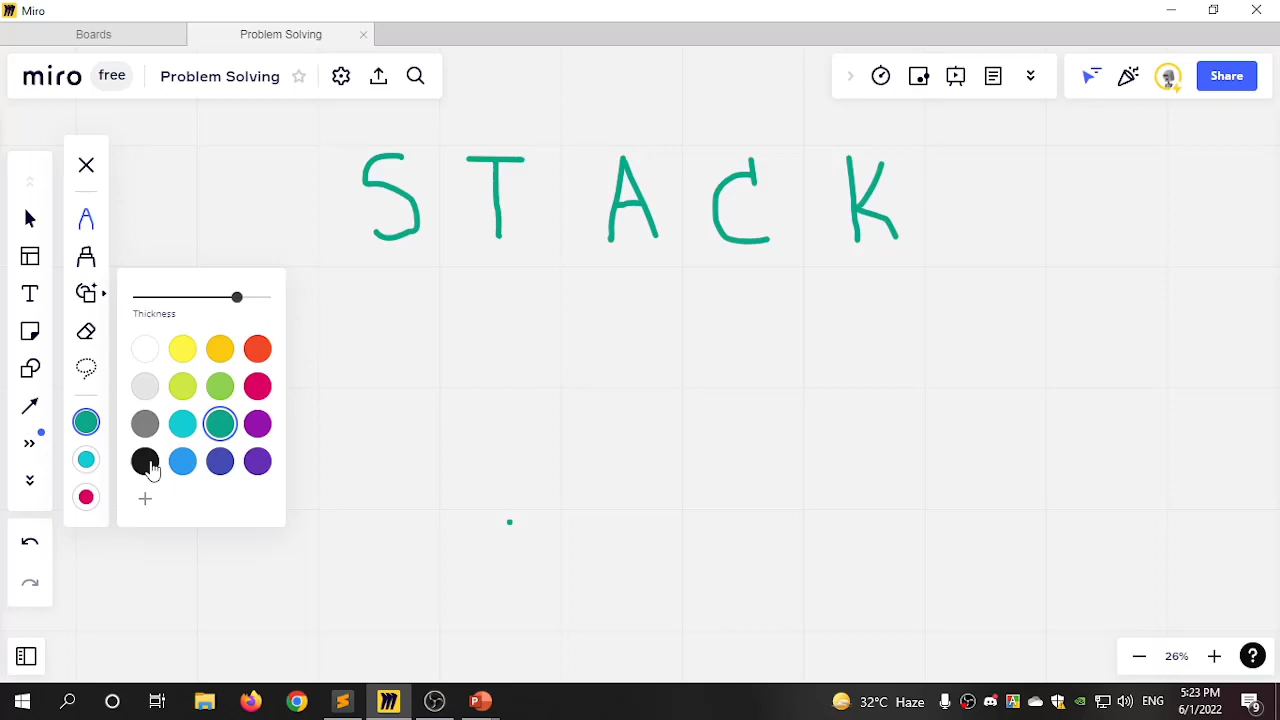 Miro
Boards
Problem Solving
miro
free
Problem Solving
Share
S T A C K
Thickness
26%
?
32°C Haze
ENG
5:23 PM
6/1/2022
9